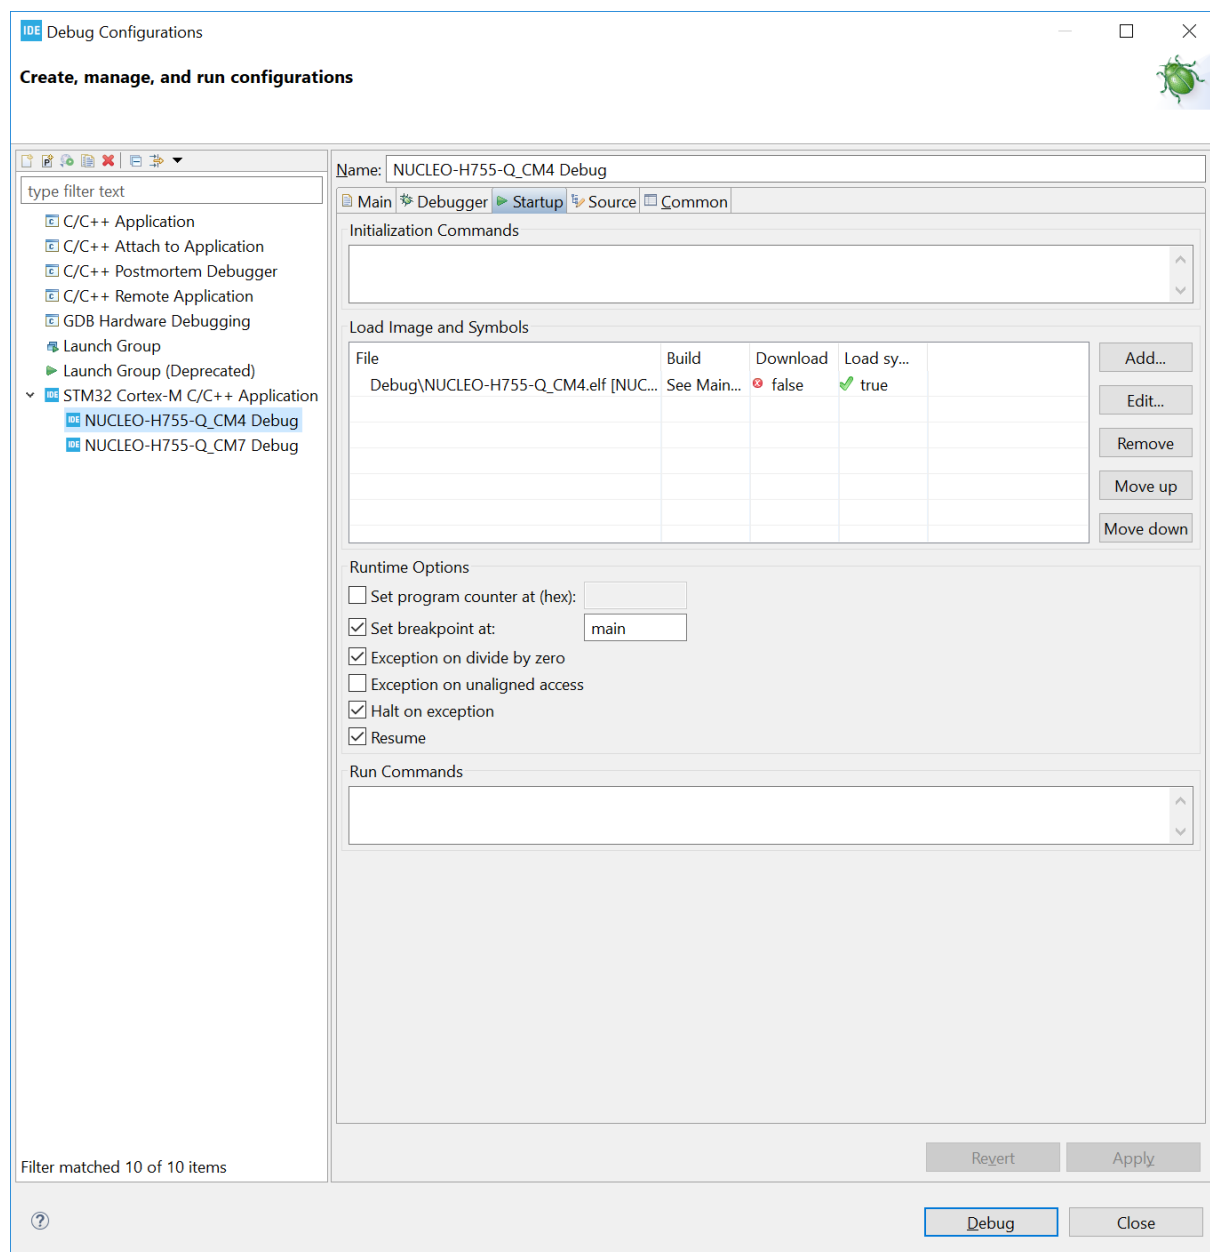 IDE Debug Configurations
Create, manage, and run configurations
type filter text
C/C++ Application
C/C++ Attach to Application
C/C++ Postmortem Debugger
C/C++ Remote Application
GDB Hardware Debugging
Launch Group
Launch Group (Deprecated)
IDE STM32 Cortex-M C/C++ Application
IDE NUCLEO-H755-Q_CM4 Debug
IDE NUCLEO-H755-Q_CM7 Debug
Filter matched 10 of 10 items
Name: NUCLEO-H755-Q_CM4 Debug
Main Debugger Startup Source Common
Initialization Commands
Load Image and Symbols
File Build Download Load sy...
Debug\NUCLEO-H755-Q_CM4.elf [NUC... See Main... false true
Add...
Edit...
Remove
Move up
Move down
Runtime Options
Set program counter at (hex):
Set breakpoint at: main
Exception on divide by zero
Exception on unaligned access
Halt on exception
Resume
Run Commands
Revert Apply
? Debug Close